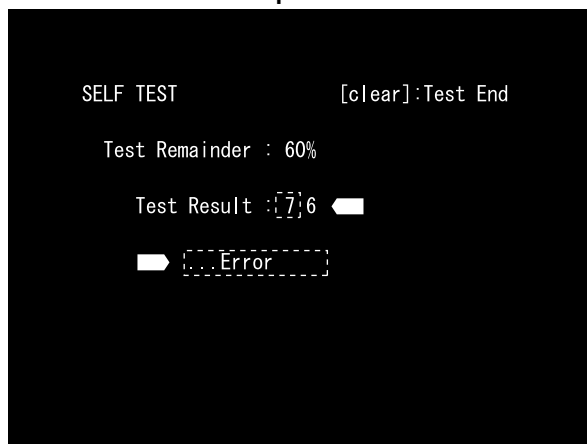 SELF TEST [clear]:Test End
Test Remainder : 60%
Test Result : 7 6
...Error